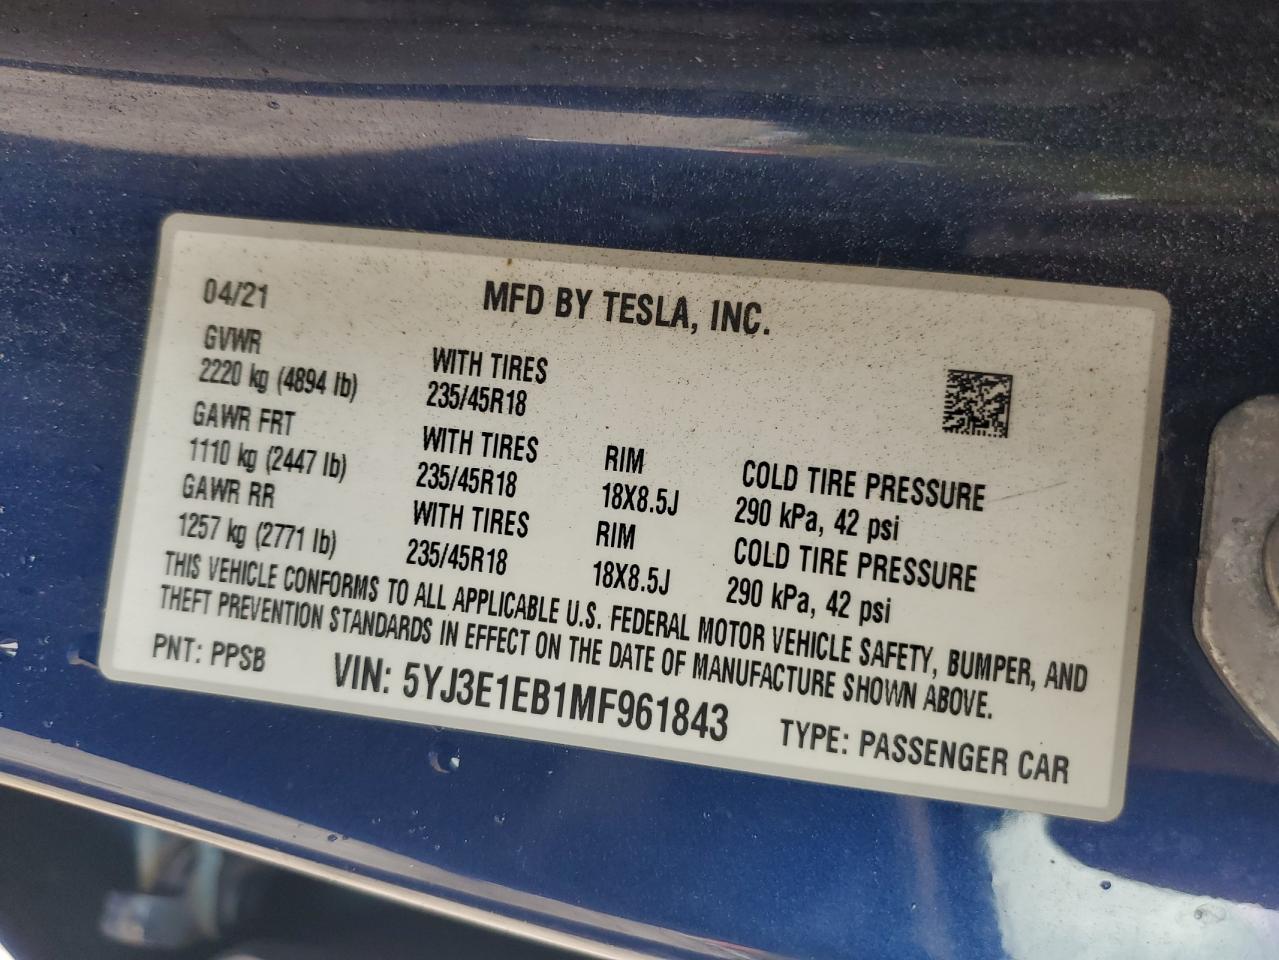 04/21 MFD BY TESLA, INC.
GVWR
2220 kg (4894 lb) WITH TIRES
235/45R18
GAWR FRT
1110 kg (2447 lb) WITH TIRES
235/45R18 RIM
18X8.5J COLD TIRE PRESSURE
290 kPa, 42 psi
GAWR RR
1257 kg (2771 lb) WITH TIRES
235/45R18 RIM
18X8.5J COLD TIRE PRESSURE
290 kPa, 42 psi
THIS VEHICLE CONFORMS TO ALL APPLICABLE U.S. FEDERAL MOTOR VEHICLE SAFETY, BUMPER, AND
THEFT PREVENTION STANDARDS IN EFFECT ON THE DATE OF MANUFACTURE SHOWN ABOVE.
PNT: PPSB VIN: 5YJ3E1EB1MF961843 TYPE: PASSENGER CAR